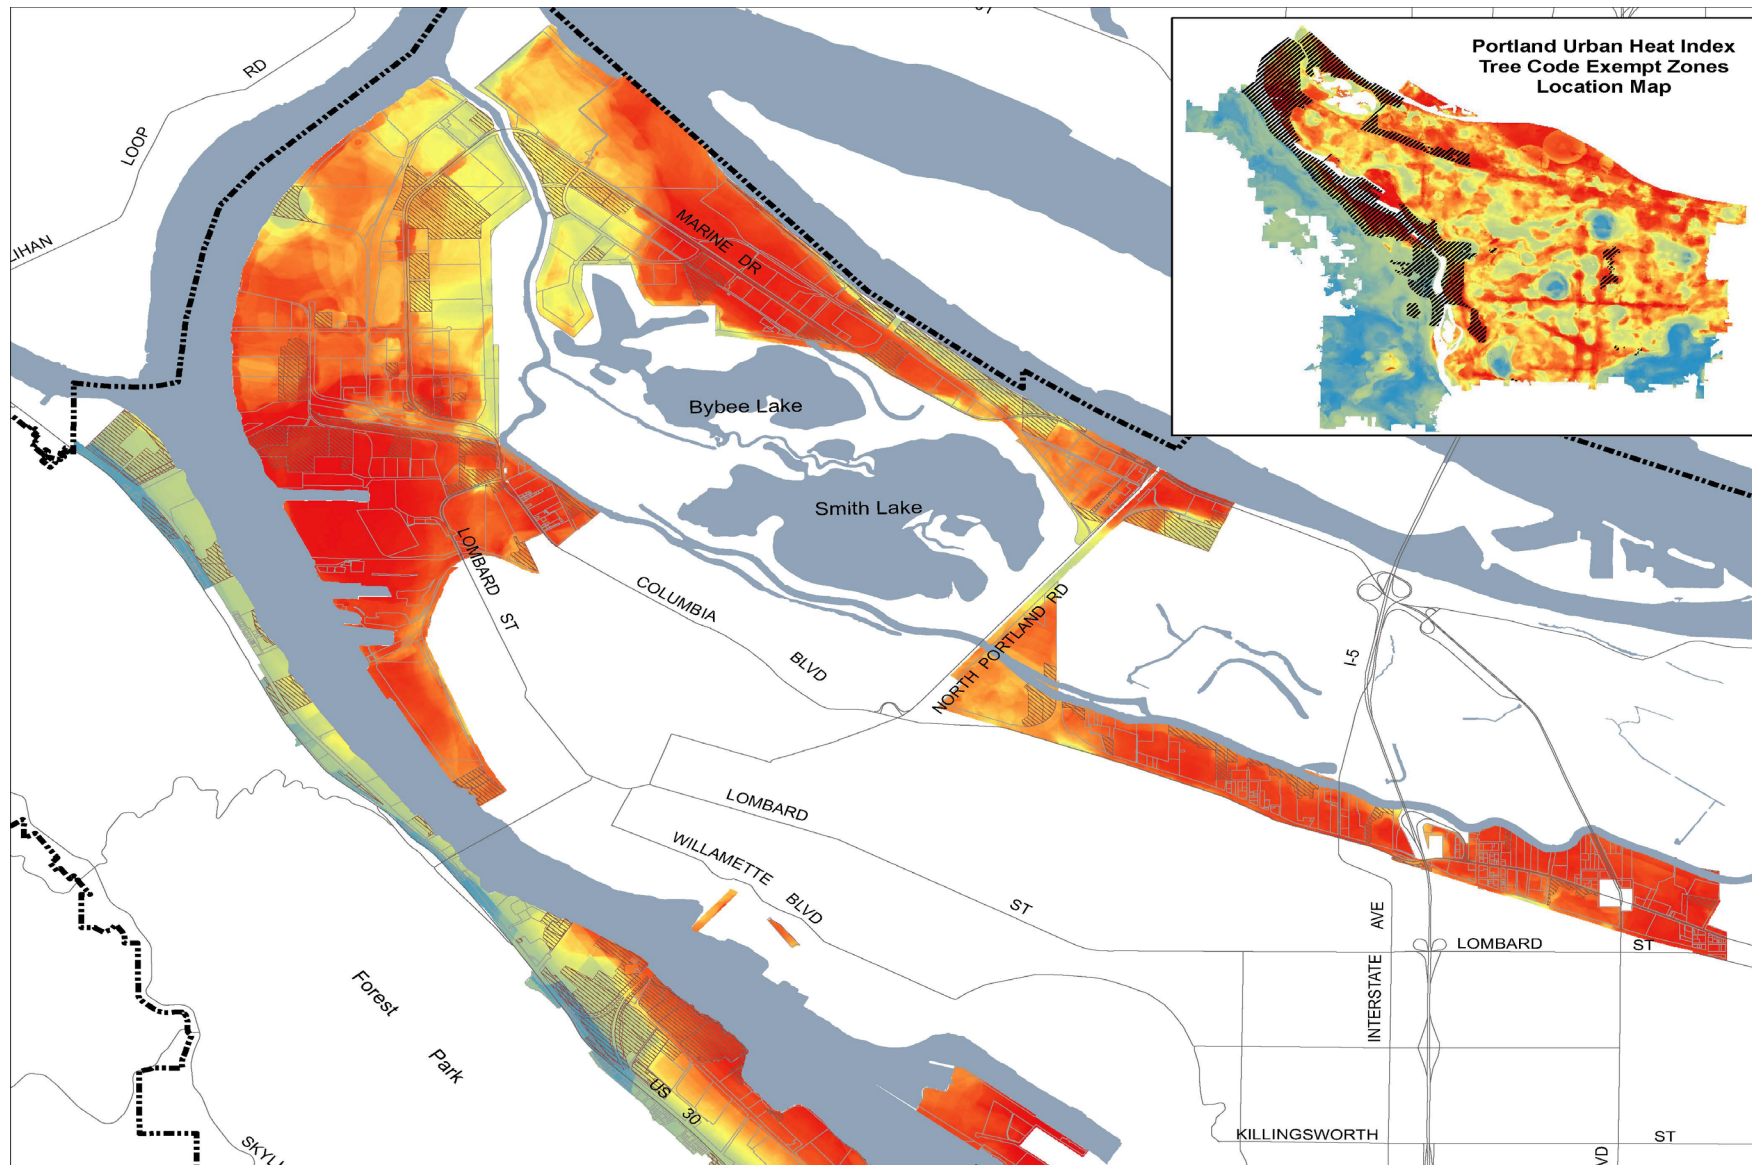 Portland Urban Heat Index
Tree Code Exempt Zones
Location Map
RD
LOOP
LIHAN
MARINE DR
Bybee Lake
Smith Lake
LOMBARD ST
COLUMBIA BLVD
NORTH PORTLAND RD
I-5
LOMBARD ST
WILLAMETTE BLVD
AVE
INTERSTATE
LOMBARD ST
Forest
Park
US 30
KILLINGSWORTH ST
SKYLI
VD